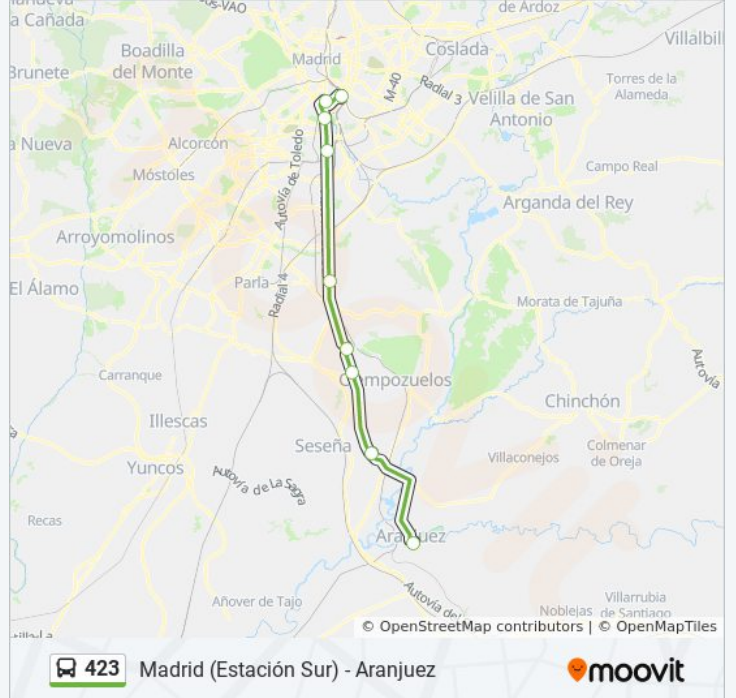 a Cañada
de Ardoz
Boadilla
del Monte
Madrid
Coslada
Villalbil
Brunete
M-40
Radial 3
Torres de la
Alameda
Velilla de San
Antonio
a Nueva
Alcorcón
Autovía de Toledo
Móstoles
Campo Real
Arganda del Rey
Arroyomolinos
El Álamo
Parla
Radial 4
Morata de Tajuña
Autovía
Carranque
Chinchón
Illescas
Seseña
Colmenar
de Oreja
Villaconejos
Yuncos
Autovía de La Sagra
Recas
Autovía de
Añover de Tajo
Noblejas
Villarrubia
de Santiago
© OpenStreetMap contributors | © OpenMapTiles
423 Madrid (Estación Sur) - Aranjuez
moovit